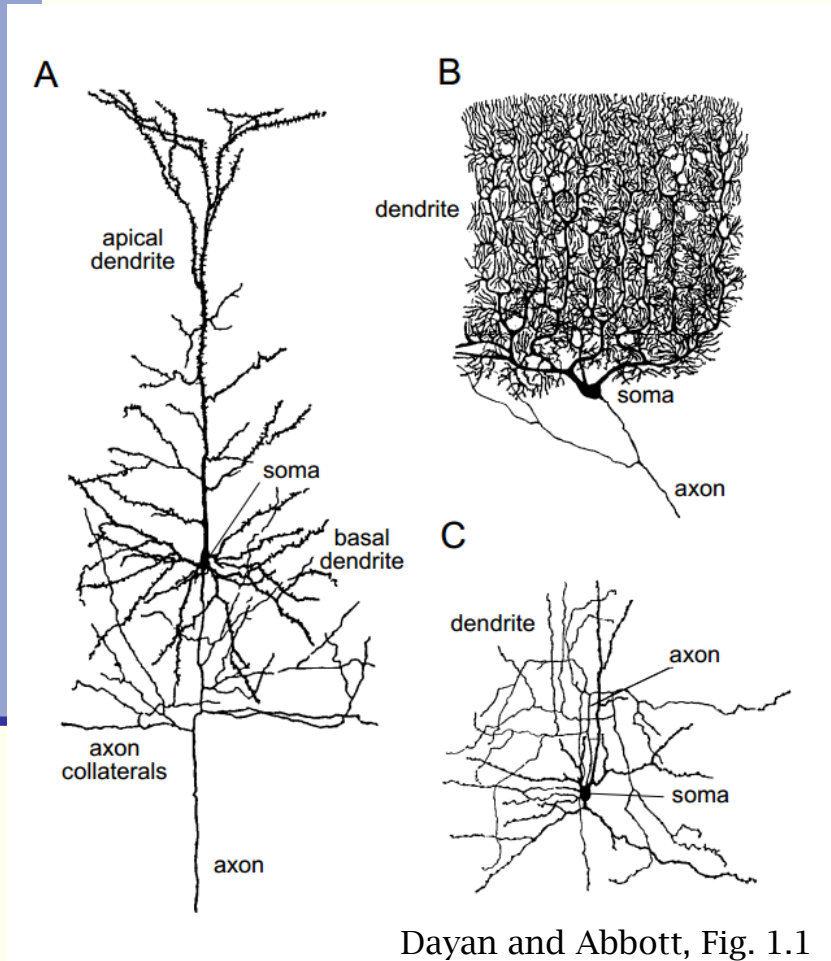 A
apical
dendrite
soma
basal
dendrite
axon
collaterals
axon
B
dendrite
soma
axon
C
dendrite
axon
soma
Dayan and Abbott, Fig. 1.1